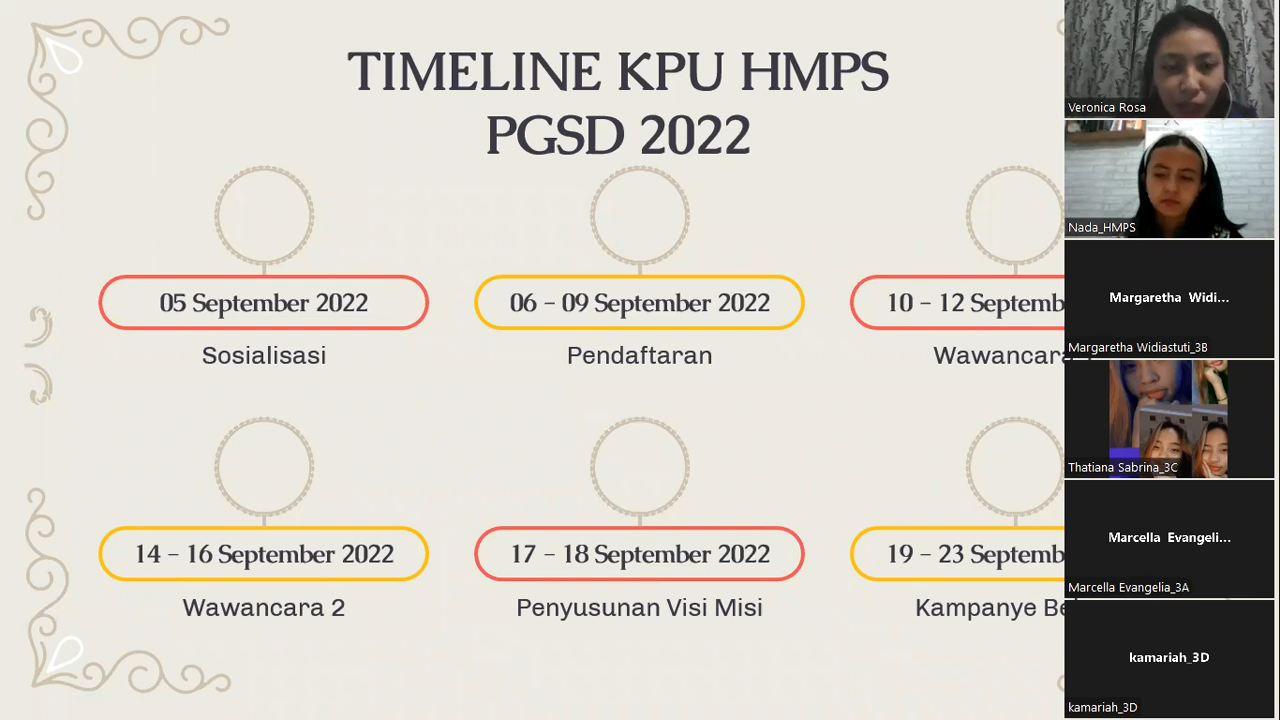 TIMELINE KPU HMPS
PGSD 2022
05 September 2022
06 – 09 September 2022
10 – 12 Septemb
Sosialisasi
Pendaftaran
Wawancara
14 – 16 September 2022
17 – 18 September 2022
19 – 23 Septemb
Wawancara 2
Penyusunan Visi Misi
Kampanye Be
Veronica Rosa
Nada_HMPS
Margaretha Widi...
Margaretha Widiastuti_3B
Thatiana Sabrina_3C
Marcella Evangeli...
Marcella Evangelia_3A
kamariah_3D
kamariah_3D